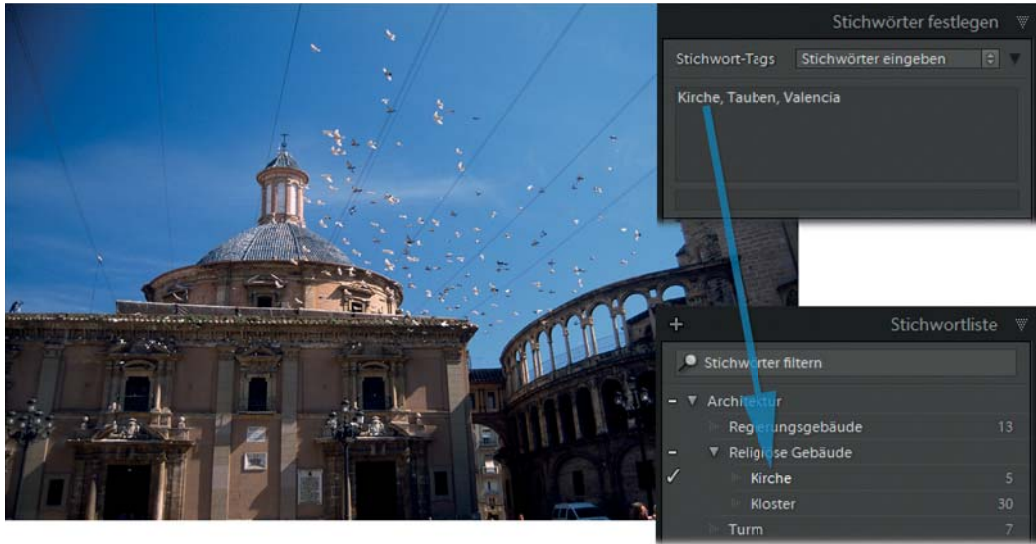 Stichwörter festlegen
Stichwort-Tags Stichwörter eingeben
Kirche, Tauben, Valencia
Stichwortliste
Stichwörter filtern
Architektur
Regierungsgebäude 13
Religiöse Gebäude
Kirche 5
Kloster 30
Turm 7